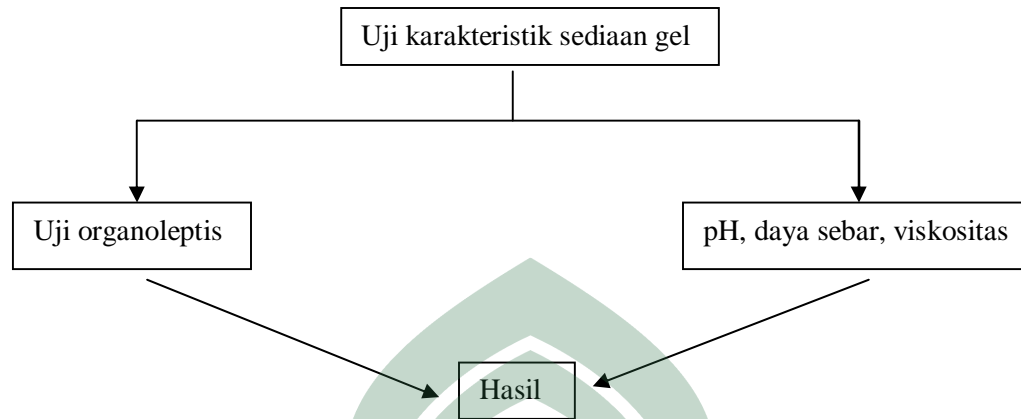 Uji karakteristik sediaan gel
Uji organoleptis
pH, daya sebar, viskositas
Hasil